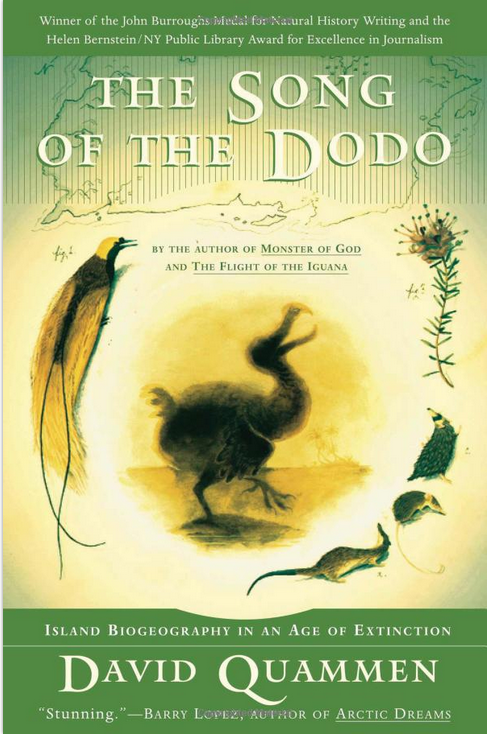 Winner of the John Burroughs Medal for Natural History Writing and the
Helen Bernstein/NY Public Library Award for Excellence in Journalism
THE SONG
OF THE DODO
BY THE AUTHOR OF MONSTER OF GOD
AND THE FLIGHT OF THE IGUANA
fig. 1.
ISLAND BIOGEOGRAPHY IN AN AGE OF EXTINCTION
DAVID QUAMMEN
“Stunning.”—BARRY LOPEZ, AUTHOR OF ARCTIC DREAMS